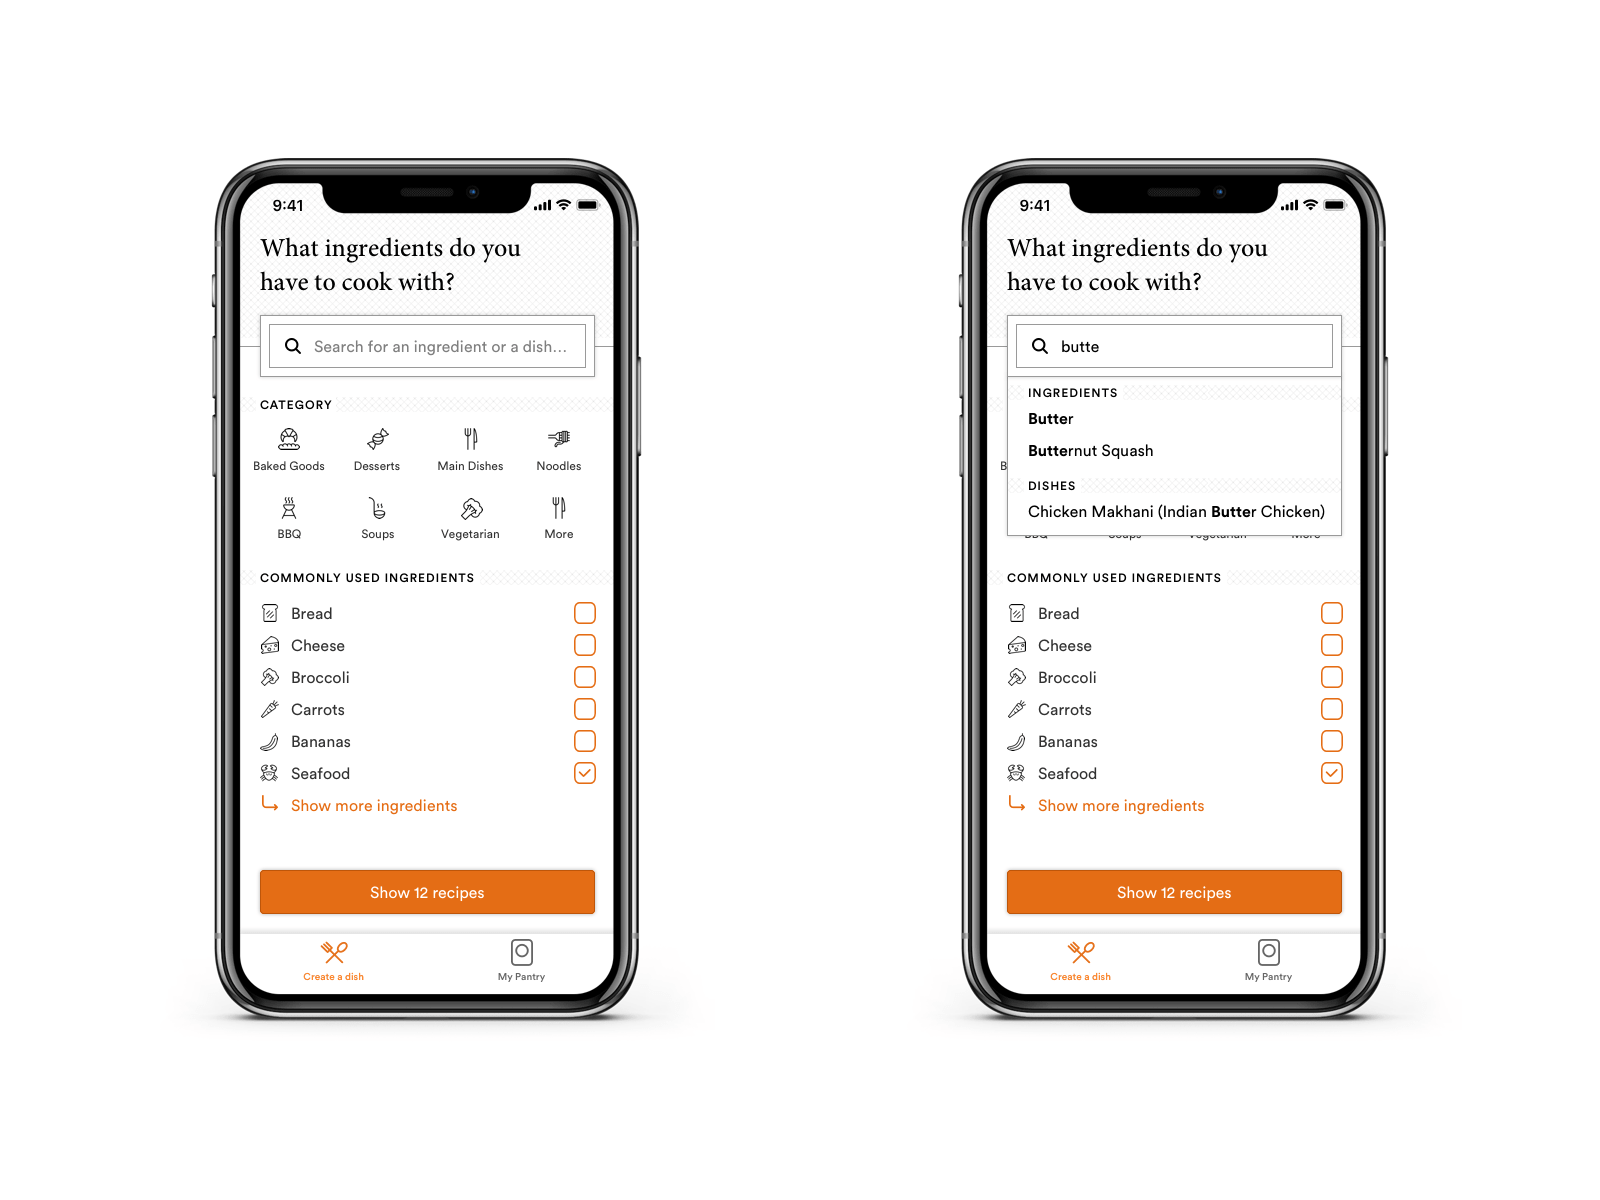 9:41
What ingredients do you
have to cook with?
Search for an ingredient or a dish...
CATEGORY
Baked Goods
Desserts
Main Dishes
Noodles
BBQ
Soups
Vegetarian
More
COMMONLY USED INGREDIENTS
Bread
Cheese
Broccoli
Carrots
Bananas
Seafood
Show more ingredients
Show 12 recipes
Create a dish
My Pantry
9:41
What ingredients do you
have to cook with?
butte
INGREDIENTS
Butter
Butternut Squash
B
DISHES
Chicken Makhani (Indian Butter Chicken)
BBQ
Soups
Vegetarian
More
COMMONLY USED INGREDIENTS
Bread
Cheese
Broccoli
Carrots
Bananas
Seafood
Show more ingredients
Show 12 recipes
Create a dish
My Pantry